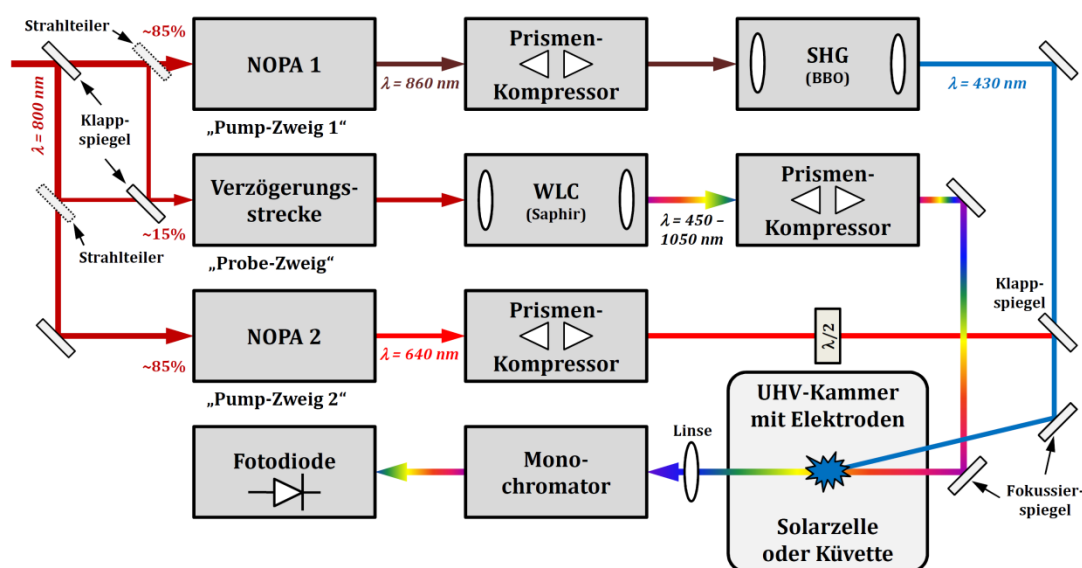 Strahlteiler
~85%
NOPA 1
λ = 860 nm
Prismen-
Kompressor
SHG
(BBO)
λ = 430 nm
λ = 800 nm
Klapp-
spiegel
„Pump-Zweig 1“
Verzögerungs-
strecke
WLC
(Saphir)
λ = 450 –
1050 nm
Prismen-
Kompressor
~15%
Strahlteiler
„Probe-Zweig“
Klapp-
spiegel
NOPA 2
λ = 640 nm
Prismen-
Kompressor
λ/2
~85%
„Pump-Zweig 2“
UHV-Kammer
mit Elektroden
Fotodiode
Mono-
chromator
Linse
Fokussier-
spiegel
Solarzelle
oder Küvette